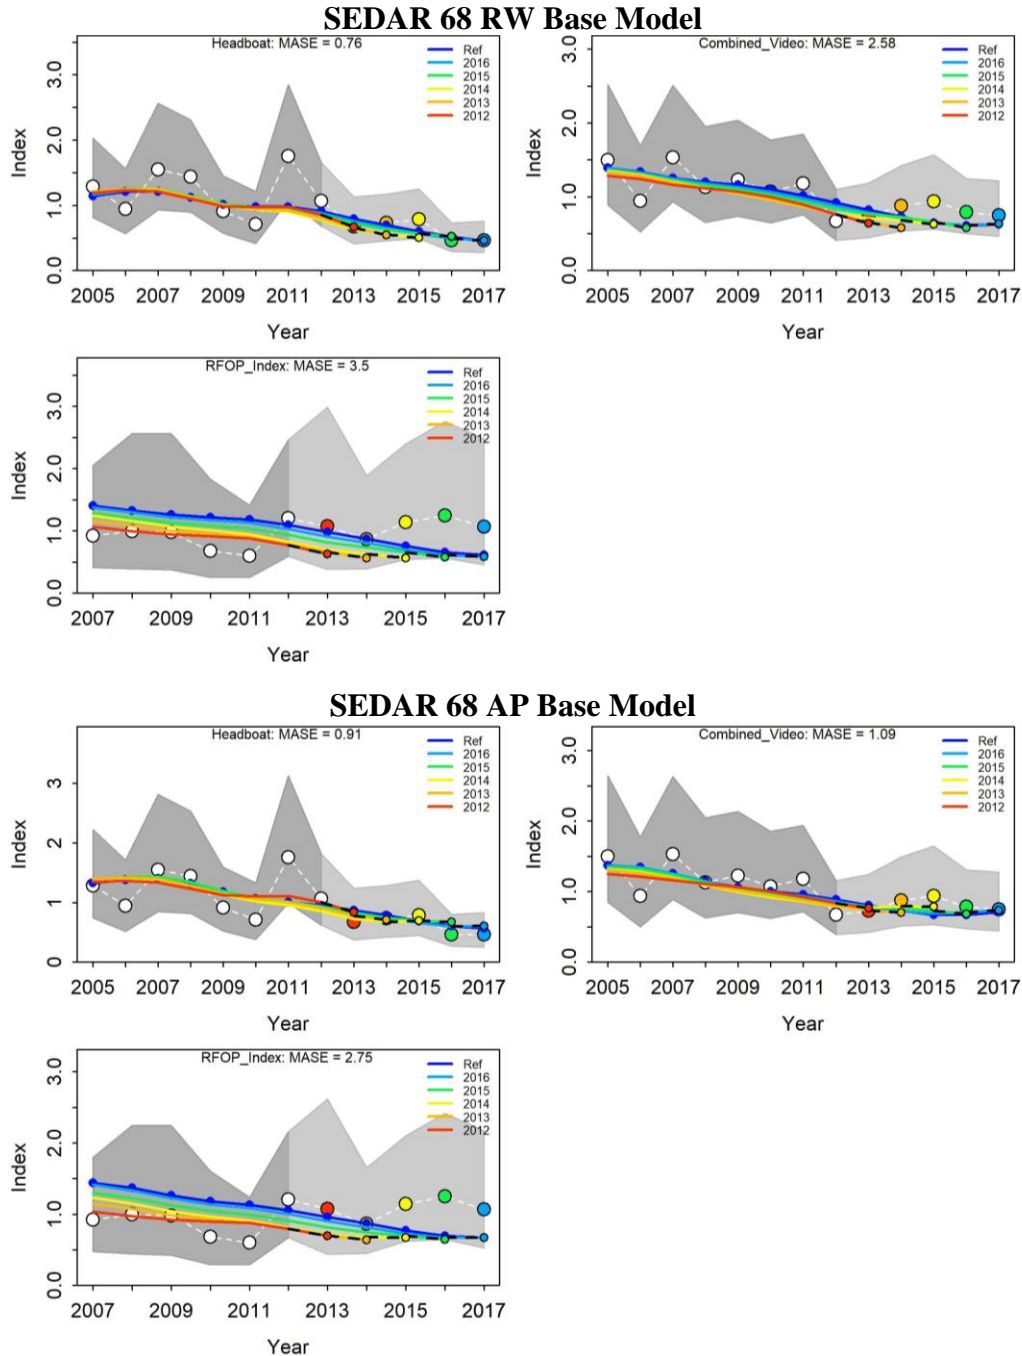 SEDAR 68 RW Base Model
Headboat: MASE = 0.76
Ref
2016
2015
2014
2013
2012
Index
0.0
1.0
2.0
3.0
2005 2007 2009 2011 2013 2015 2017
Year
Combined_Video: MASE = 2.58
Ref
2016
2015
2014
2013
2012
Index
0.0
1.0
2.0
3.0
2005 2007 2009 2011 2013 2015 2017
Year
RFOP_Index: MASE = 3.5
Ref
2016
2015
2014
2013
2012
Index
0.0
1.0
2.0
3.0
2007 2009 2011 2013 2015 2017
Year
SEDAR 68 AP Base Model
Headboat: MASE = 0.91
Ref
2016
2015
2014
2013
2012
Index
0
1
2
3
2005 2007 2009 2011 2013 2015 2017
Year
Combined_Video: MASE = 1.09
Ref
2016
2015
2014
2013
2012
Index
0.0
1.0
2.0
3.0
2005 2007 2009 2011 2013 2015 2017
Year
RFOP_Index: MASE = 2.75
Ref
2016
2015
2014
2013
2012
Index
0.0
1.0
2.0
3.0
2007 2009 2011 2013 2015 2017
Year